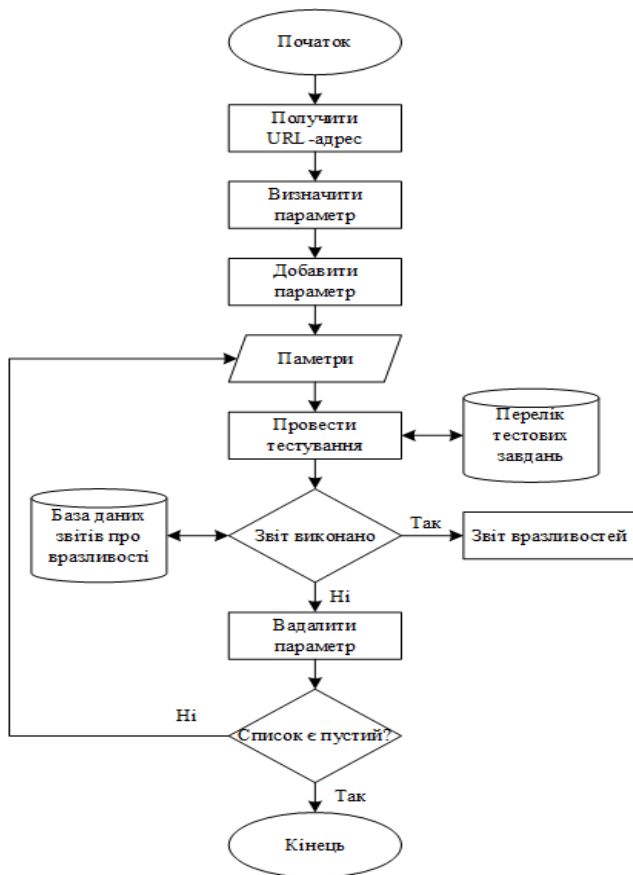 Початок
Получити
URL -адрес
Визначити
параметр
Добавити
параметр
Паметри
Провести
тестування
Перелік
тестових
завдань
База даних
звітів про
вразливості
Звіт виконано
Так
Звіт вразливостей
Ні
Вадалити
параметр
Ні
Список є пустий?
Так
Кінець